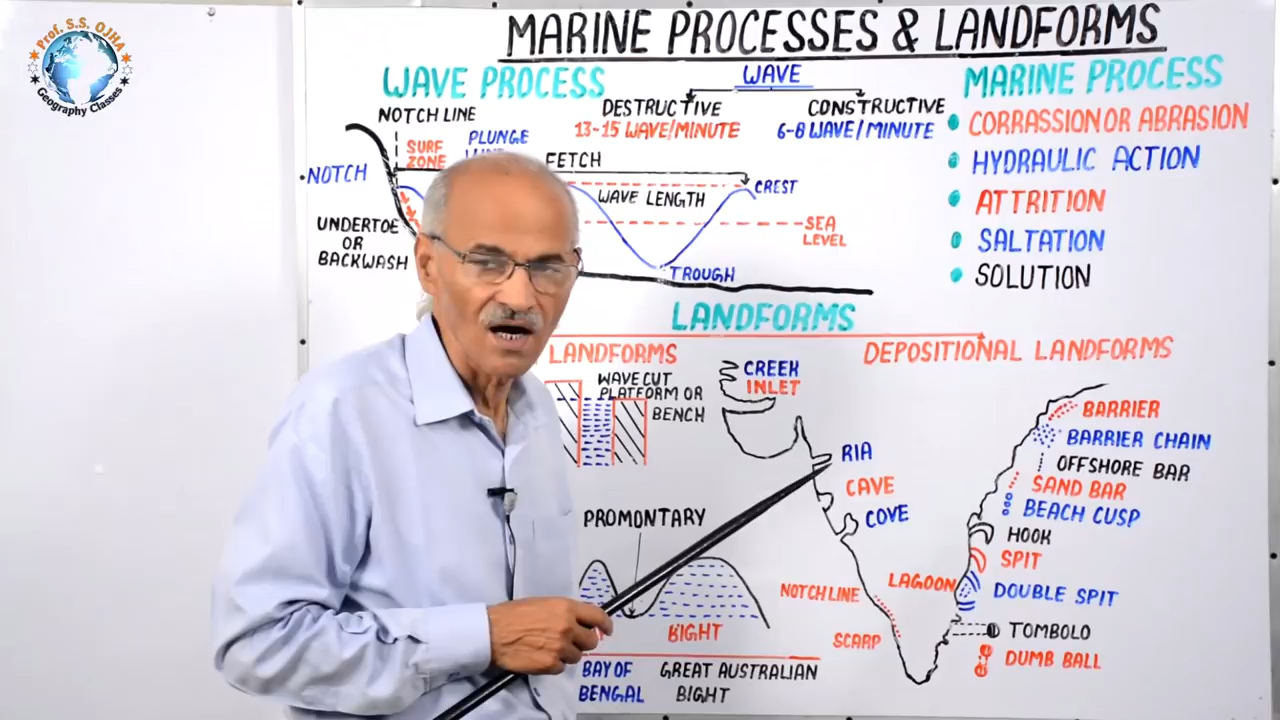 Prof. S.S. OJHA
Geography Classes
MARINE PROCESSES & LANDFORMS
WAVE PROCESS
NOTCH LINE
SURF
ZONE
PLUNGE
NOTCH
UNDERTOE
OR
BACKWASH
WAVE
DESTRUCTIVE
13-15 WAVE/MINUTE
CONSTRUCTIVE
6-8 WAVE/MINUTE
FETCH
WAVE LENGTH
CREST
SEA
LEVEL
TROUGH
MARINE PROCESS
CORRASSION OR ABRASION
HYDRAULIC ACTION
ATTRITION
SALTATION
SOLUTION
LANDFORMS
LANDFORMS
WAVE CUT
PLATFORM OR
BENCH
CREEK
INLET
PROMONTARY
BIGHT
BAY OF
BENGAL
GREAT AUSTRALIAN
BIGHT
DEPOSITIONAL LANDFORMS
RIA
CAVE
COVE
NOTCH LINE
SCARP
LAGOON
BARRIER
BARRIER CHAIN
OFFSHORE BAR
SAND BAR
BEACH CUSP
HOOK
SPIT
DOUBLE SPIT
TOMBOLO
DUMB BALL